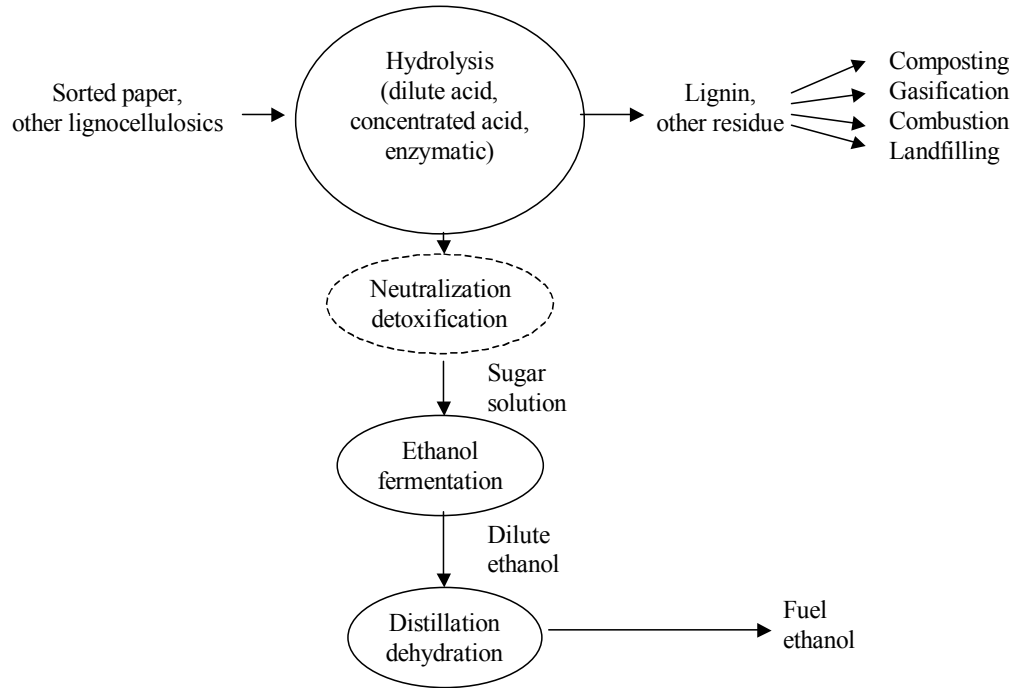 Sorted paper,
other lignocellulosics
Hydrolysis
(dilute acid,
concentrated acid,
enzymatic)
Lignin,
other residue
Composting
Gasification
Combustion
Landfilling
Neutralization
detoxification
Sugar
solution
Ethanol
fermentation
Dilute
ethanol
Distillation
dehydration
Fuel
ethanol